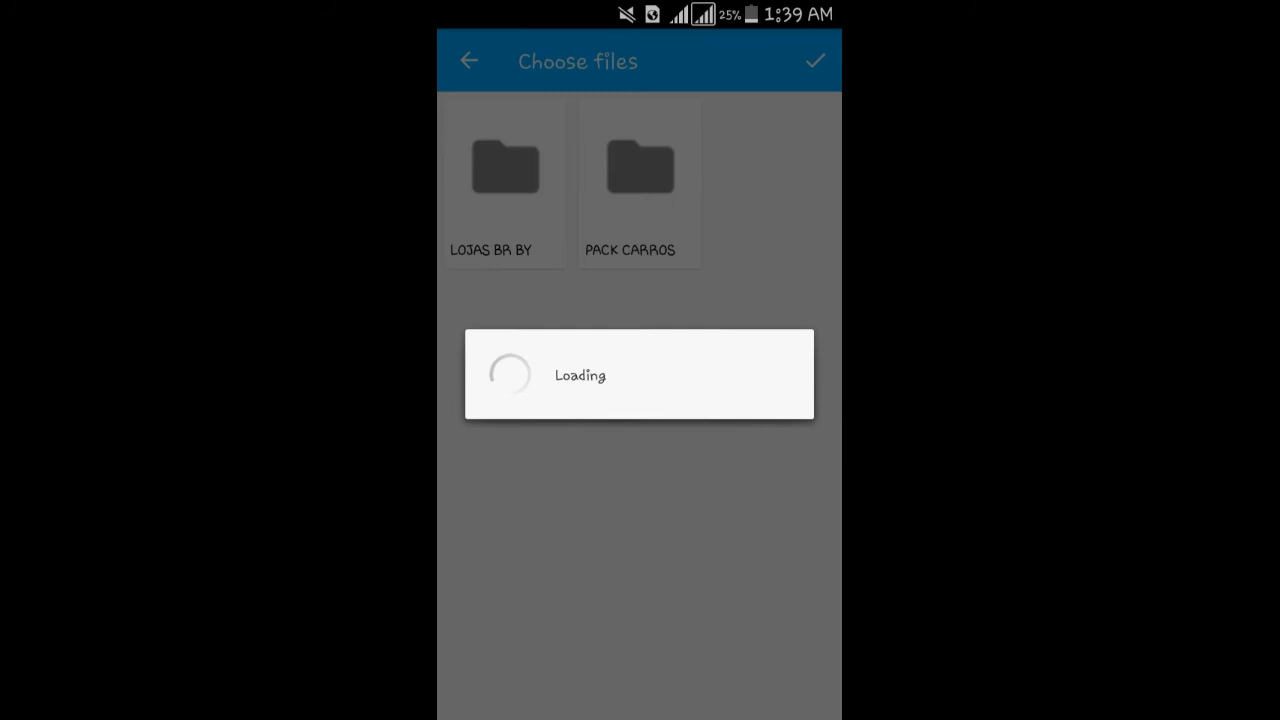 25% 1:39 AM
Choose files
LOJAS BR BY
PACK CARROS
Loading